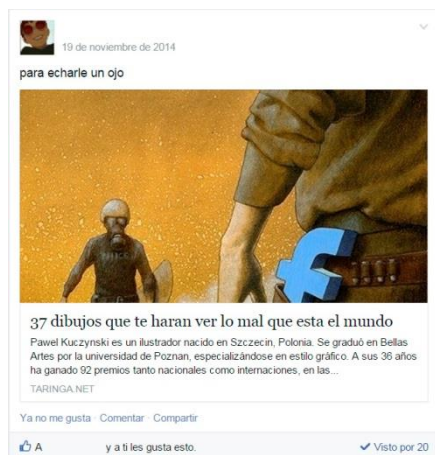 19 de noviembre de 2014
para echarle un ojo
POLICE
37 dibujos que te haran ver lo mal que esta el mundo
Pawel Kuczynski es un ilustrador nacido en Szczecin, Polonia. Se graduó en Bellas
Artes por la universidad de Poznan, especializándose en estilo gráfico. A sus 36 años
ha ganado 92 premios tanto nacionales como internaciones, en las...
TARINGA.NET
Ya no me gusta · Comentar · Compartir
A y a ti les gusta esto.
Visto por 20